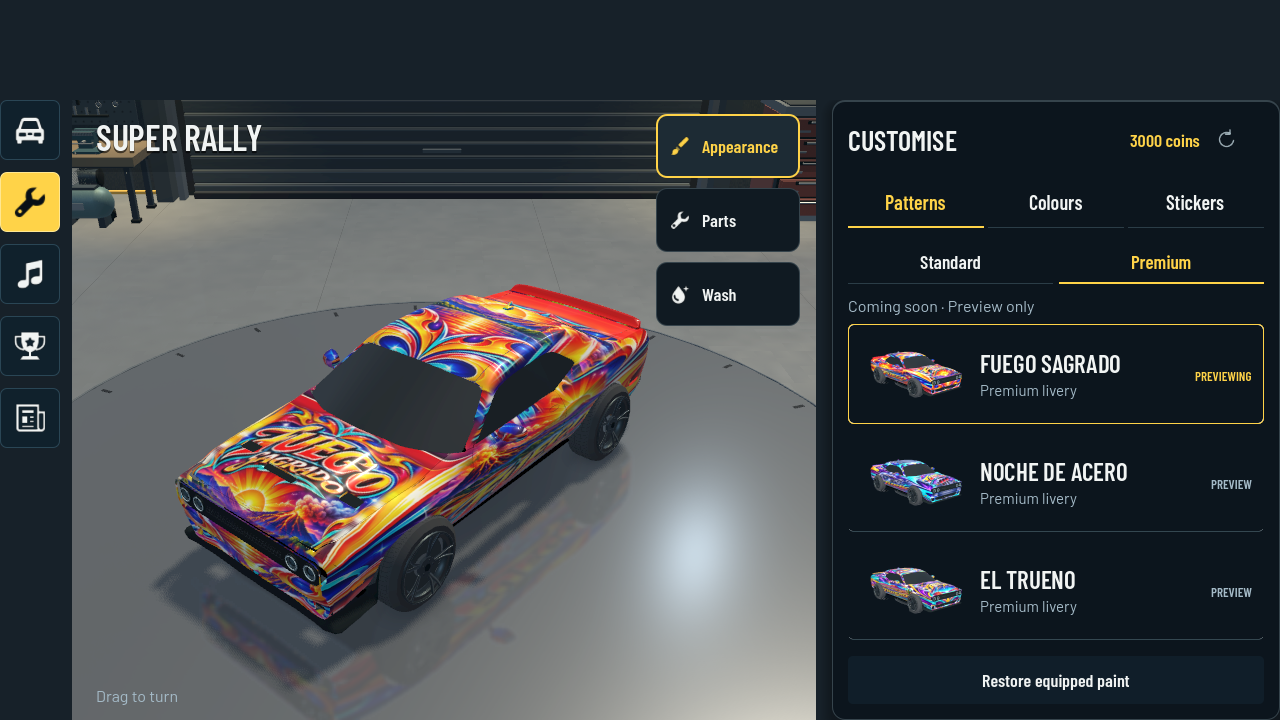 SUPER RALLY
Appearance
Parts
Wash
FUEGO
SAGRADO
Drag to turn
CUSTOMISE
3000 coins
Patterns
Colours
Stickers
Standard
Premium
Coming soon · Preview only
FUEGO SAGRADO
Premium livery
PREVIEWING
NOCHE DE ACERO
Premium livery
PREVIEW
EL TRUENO
Premium livery
PREVIEW
Restore equipped paint